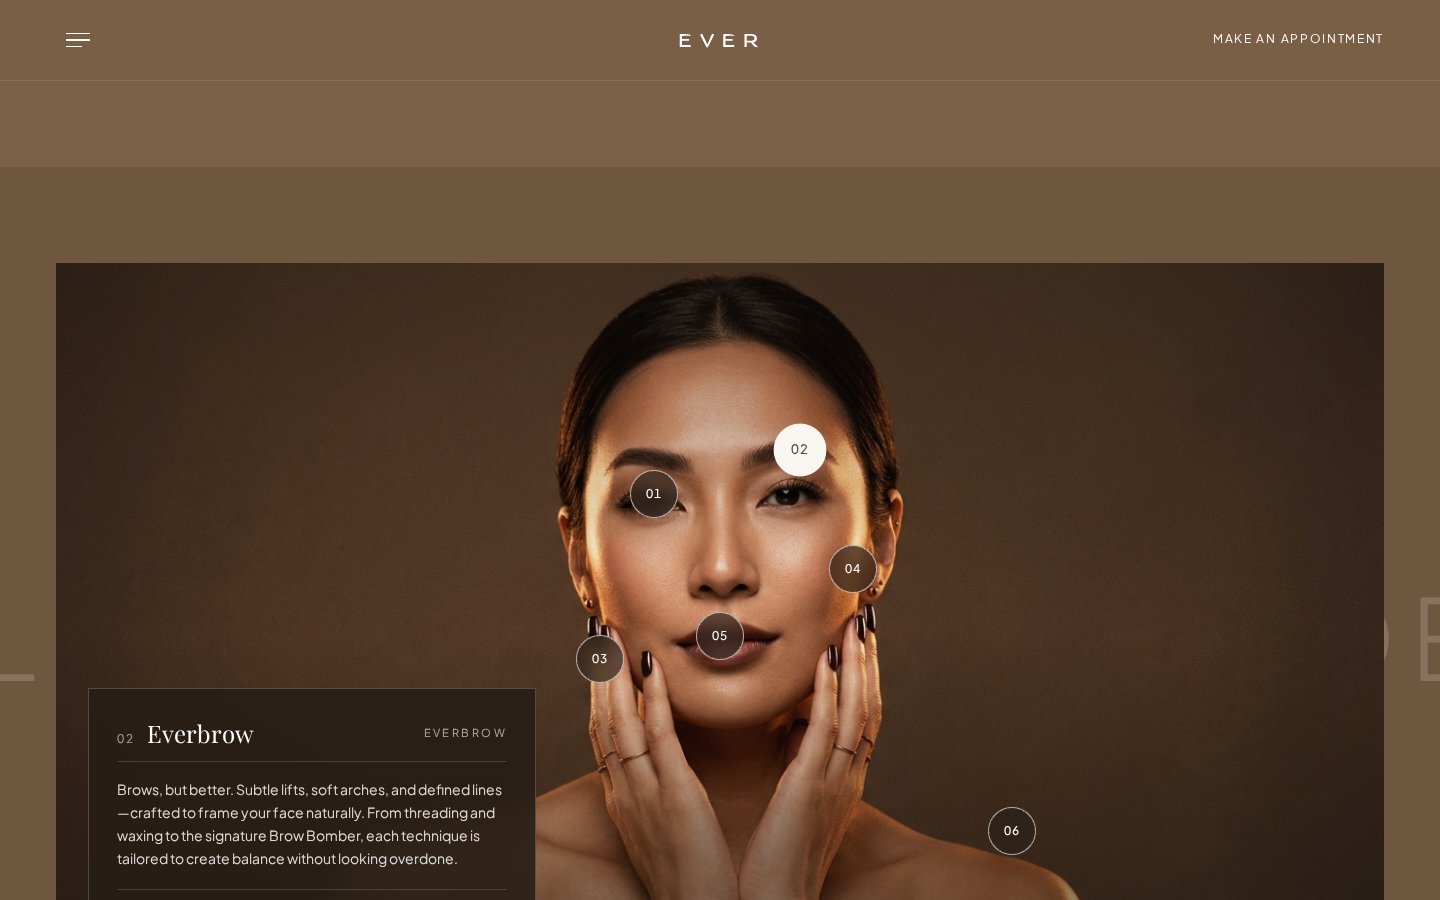 EVER
MAKE AN APPOINTMENT
02
01
04
05
03
06
02 Everbrow EVERBROW
Brows, but better. Subtle lifts, soft arches, and defined lines
—crafted to frame your face naturally. From threading and
waxing to the signature Brow Bomber, each technique is
tailored to create balance without looking overdone.